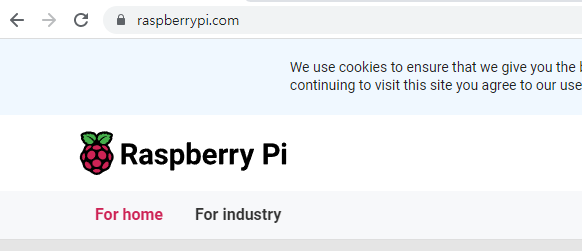 raspberrypi.com
We use cookies to ensure that we give you the
continuing to visit this site you agree to our use
Raspberry Pi
For home For industry